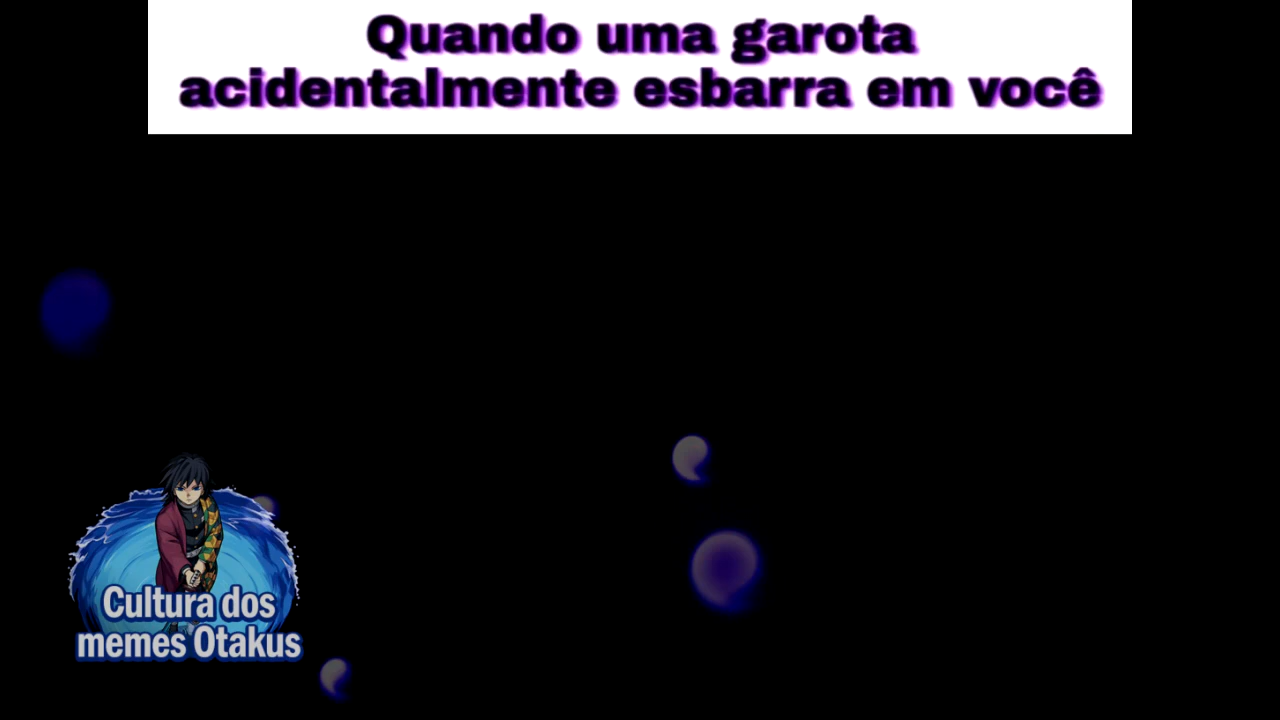 Quando uma garota
acidentalmente esbarra em você
Cultura dos
memes Otakus